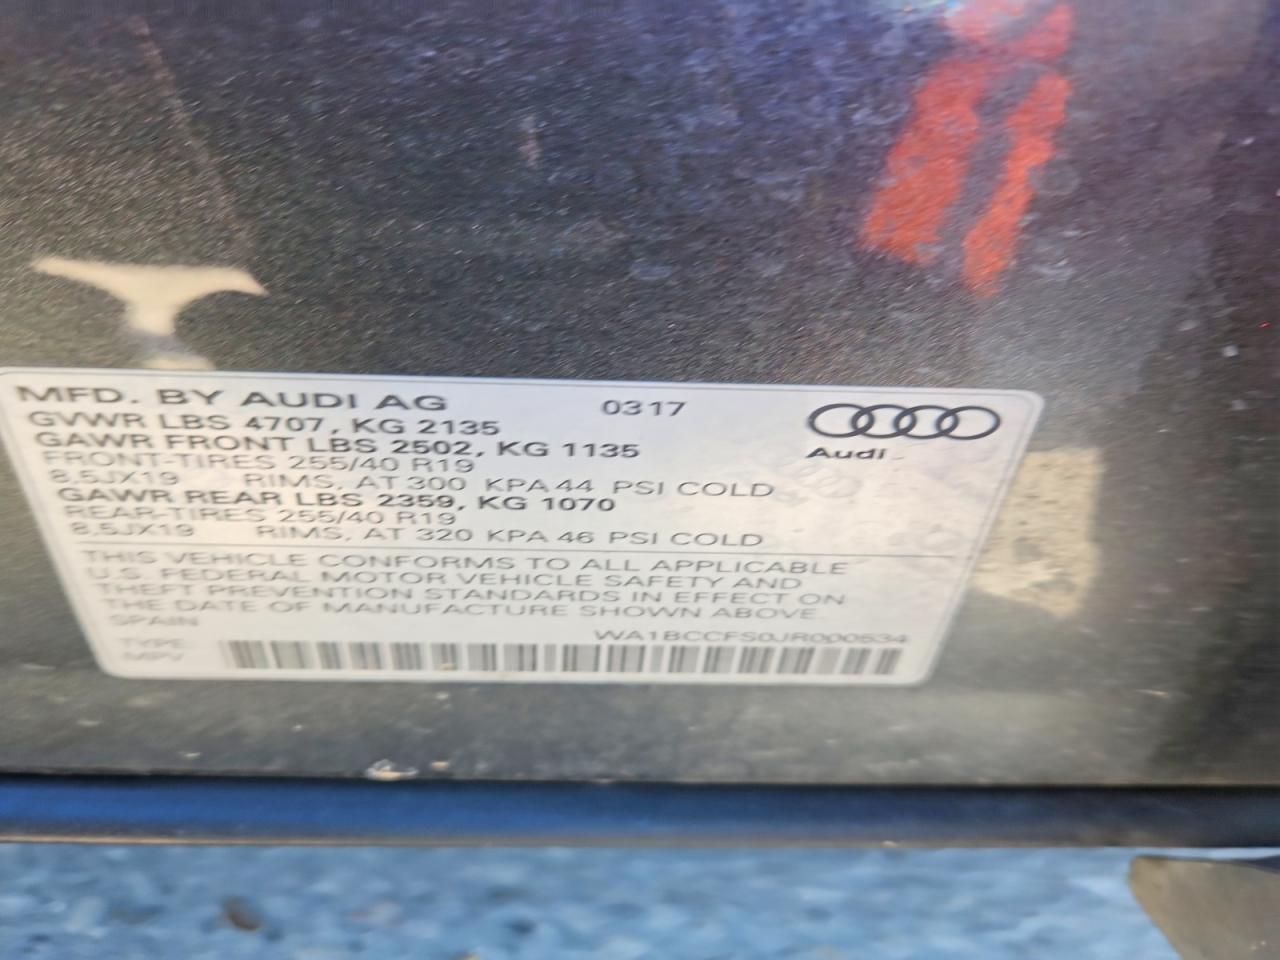 MFD. BY AUDI AG 0317
GVWR LBS 4707, KG 2135
GAWR FRONT LBS 2502, KG 1135
FRONT-TIRES 255/40 R19
8,5JX19 RIMS, AT 300 KPA 44 PSI COLD
GAWR REAR LBS 2359, KG 1070
REAR-TIRES 255/40 R19
8,5JX19 RIMS, AT 320 KPA 46 PSI COLD
Audi
THIS VEHICLE CONFORMS TO ALL APPLICABLE
U.S. FEDERAL MOTOR VEHICLE SAFETY AND
THEFT PREVENTION STANDARDS IN EFFECT ON
THE DATE OF MANUFACTURE SHOWN ABOVE.
SPAIN
WA1BCCFS0JR000534
TYPE:
MPV